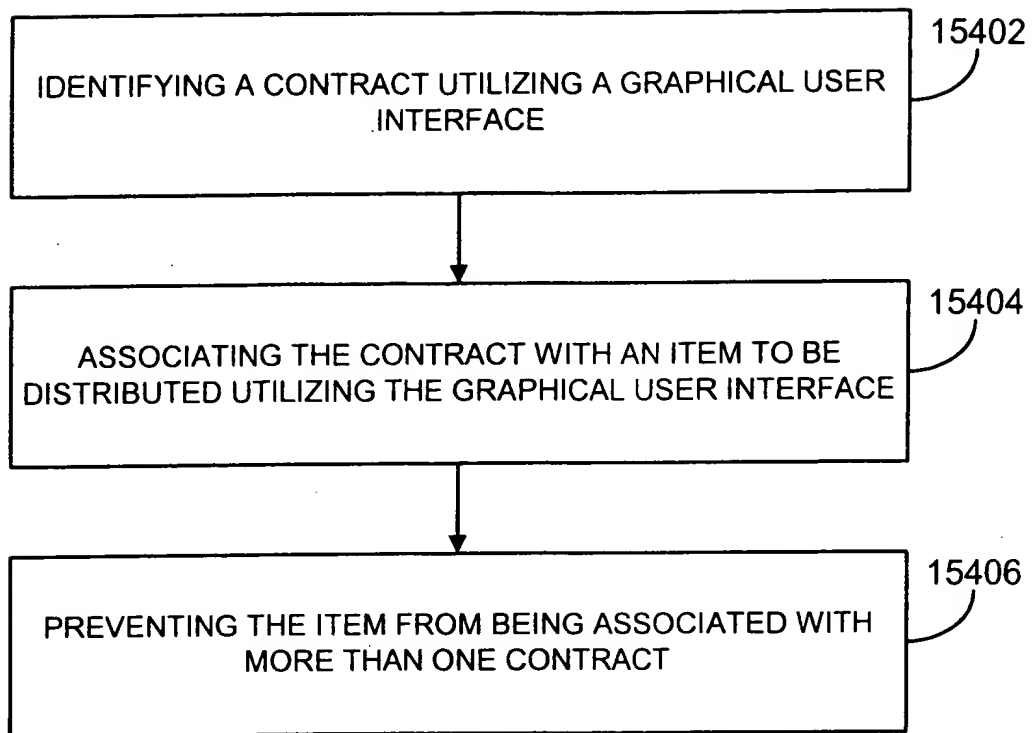 15402
IDENTIFYING A CONTRACT UTILIZING A GRAPHICAL USER
INTERFACE
15404
ASSOCIATING THE CONTRACT WITH AN ITEM TO BE
DISTRIBUTED UTILIZING THE GRAPHICAL USER INTERFACE
15406
PREVENTING THE ITEM FROM BEING ASSOCIATED WITH
MORE THAN ONE CONTRACT